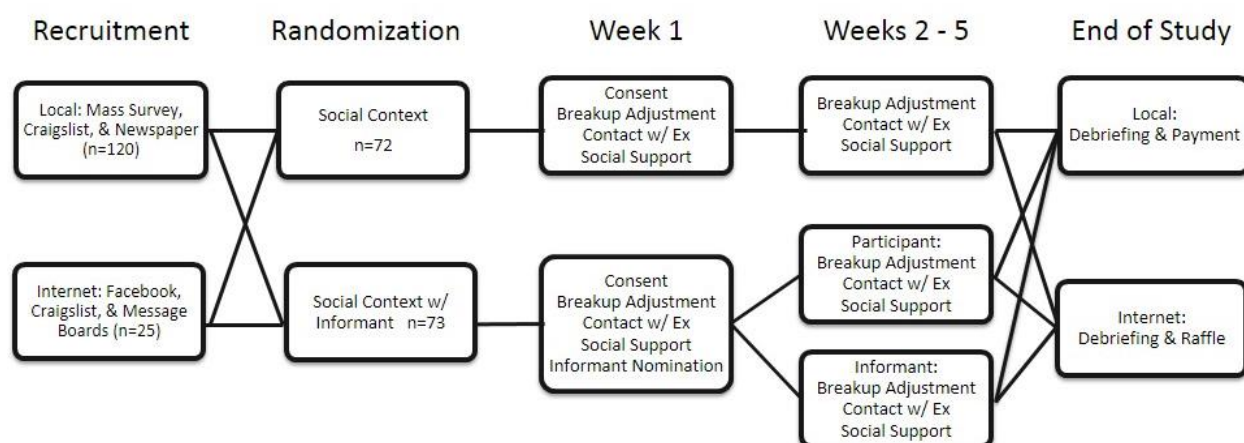 Recruitment
Randomization
Week 1
Weeks 2 - 5
End of Study
Local: Mass Survey,
Craigslist, & Newspaper
(n=120)
Social Context
n=72
Consent
Breakup Adjustment
Contact w/ Ex
Social Support
Breakup Adjustment
Contact w/ Ex
Social Support
Local:
Debriefing & Payment
Internet: Facebook,
Craigslist, & Message
Boards (n=25)
Social Context w/
Informant n=73
Consent
Breakup Adjustment
Contact w/ Ex
Social Support
Informant Nomination
Participant:
Breakup Adjustment
Contact w/ Ex
Social Support
Informant:
Breakup Adjustment
Contact w/ Ex
Social Support
Internet:
Debriefing & Raffle